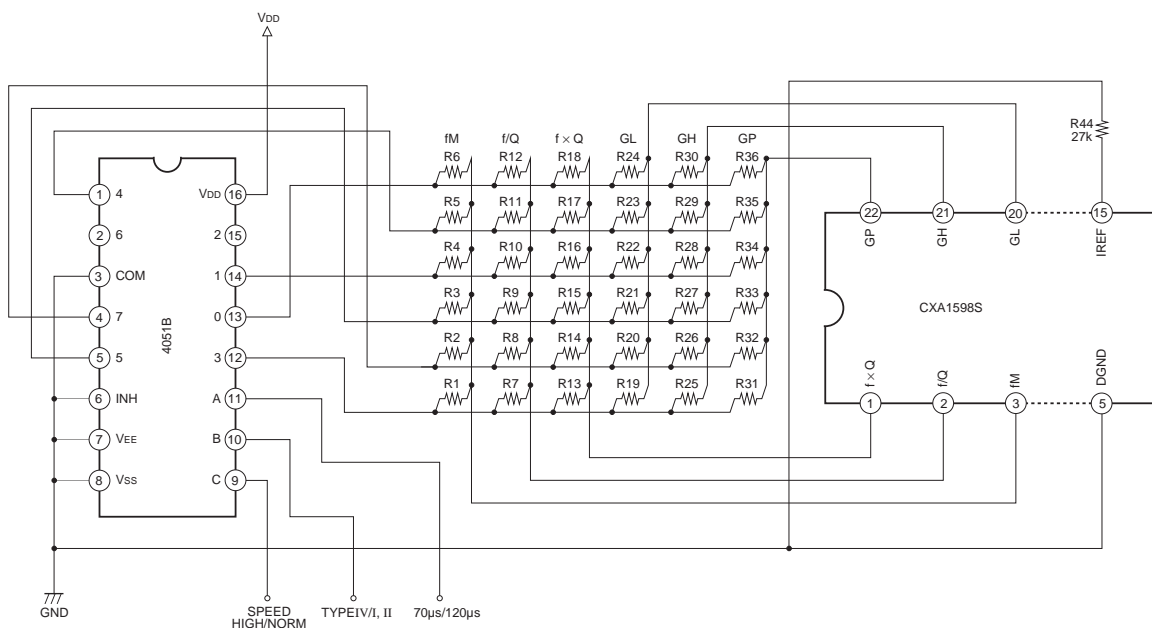 VDD
fM f/Q f × Q GL GH GP
R6 R12 R18 R24 R30 R36
R5 R11 R17 R23 R29 R35
R4 R10 R16 R22 R28 R34
R3 R9 R15 R21 R27 R33
R2 R8 R14 R20 R26 R32
R1 R7 R13 R19 R25 R31
R44
27k
1 4 VDD 16
2 6 2 15
3 COM 1 14
4 7 0 13
4051B
5 5 3 12
6 INH A 11
7 VEE B 10
8 VSS C 9
22 21 20 15
GP GH GL IREF
CXA1598S
f × Q f/Q fM DGND
1 2 3 5
GND
SPEED
HIGH/NORM
TYPEIV/I, II
70µs/120µs